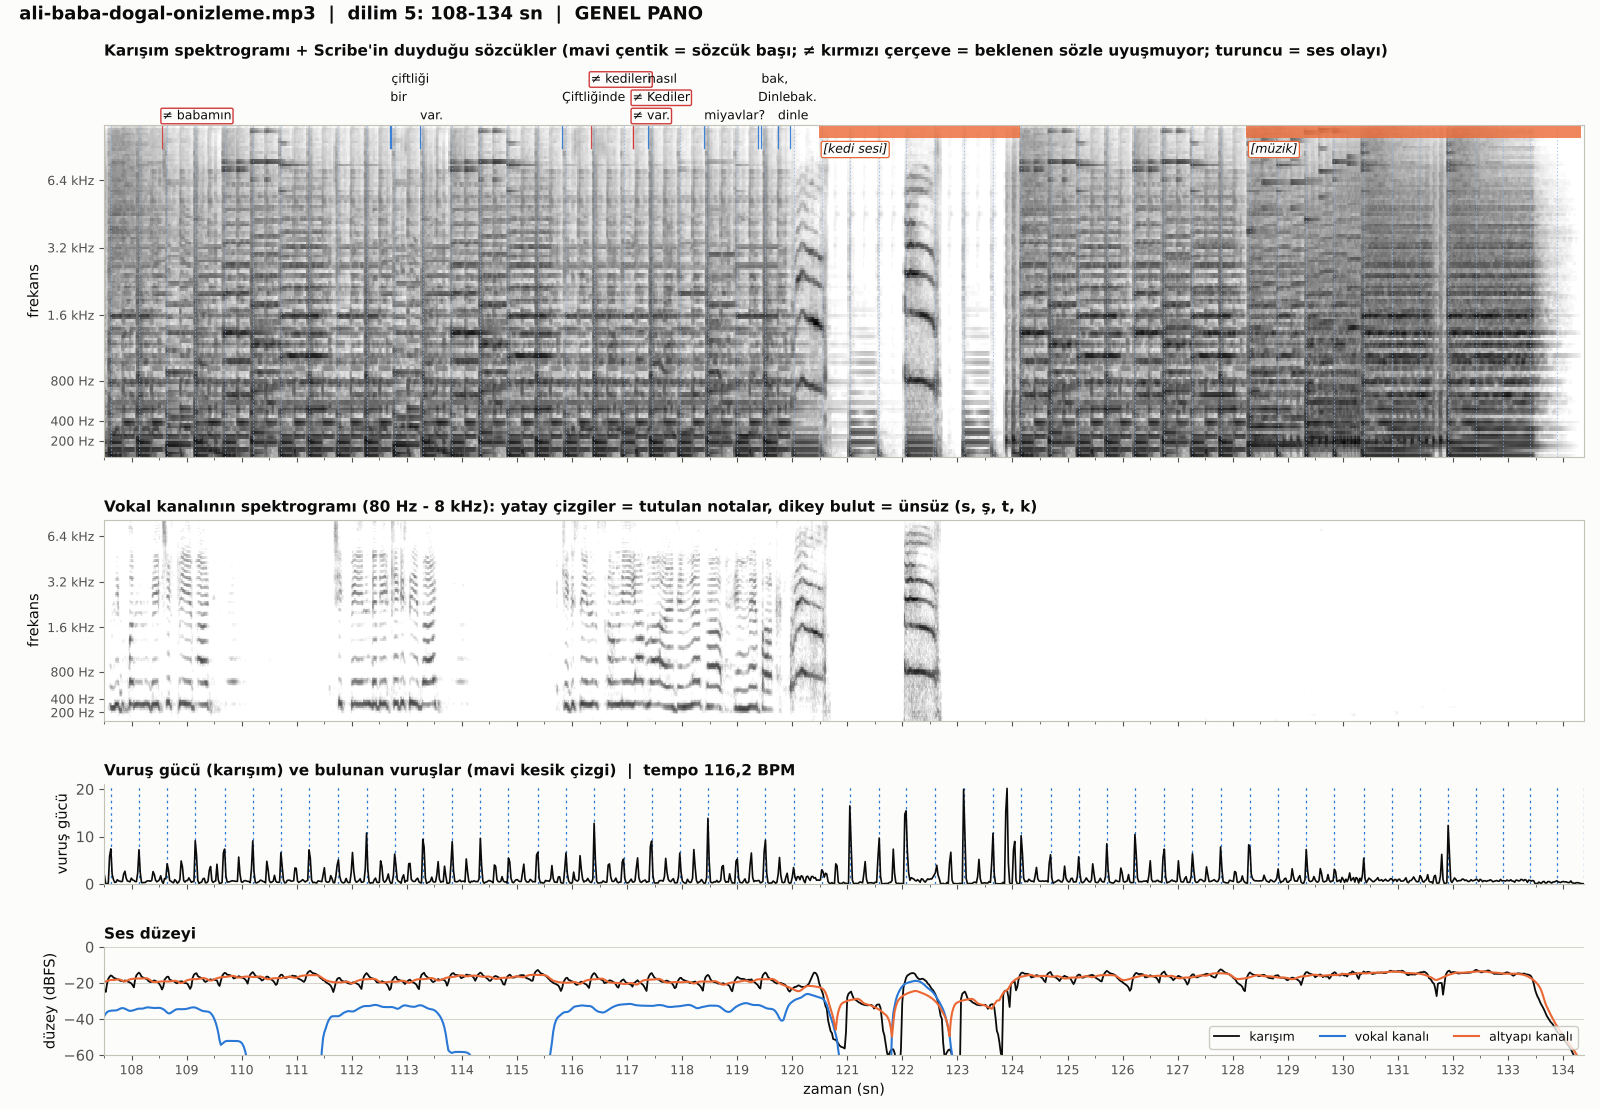 ali-baba-dogal-onizleme.mp3 | dilim 5: 108-134 sn | GENEL PANO
Karışım spektrogramı + Scribe'in duyduğu sözcükler (mavi çentik = sözcük başı; ≠ kırmızı çerçeve = beklenen sözle uyuşmuyor; turuncu = ses olayı)
çiftliği ≠ kediler nasıl bak,
bir Çiftliğinde ≠ Kediler Dinlebak.
≠ babamın var. ≠ var. miyavlar? dinle
[kedi sesi] [müzik]
6.4 kHz
3.2 kHz
1.6 kHz
800 Hz
400 Hz
200 Hz
frekans
Vokal kanalının spektrogramı (80 Hz - 8 kHz): yatay çizgiler = tutulan notalar, dikey bulut = ünsüz (s, ş, t, k)
6.4 kHz
3.2 kHz
1.6 kHz
800 Hz
400 Hz
200 Hz
frekans
Vuruş gücü (karışım) ve bulunan vuruşlar (mavi kesik çizgi) | tempo 116,2 BPM
20
10
0
vuruş gücü
Ses düzeyi
0
−20
−40
−60
düzey (dBFS)
karışım vokal kanalı altyapı kanalı
108 109 110 111 112 113 114 115 116 117 118 119 120 121 122 123 124 125 126 127 128 129 130 131 132 133 134
zaman (sn)